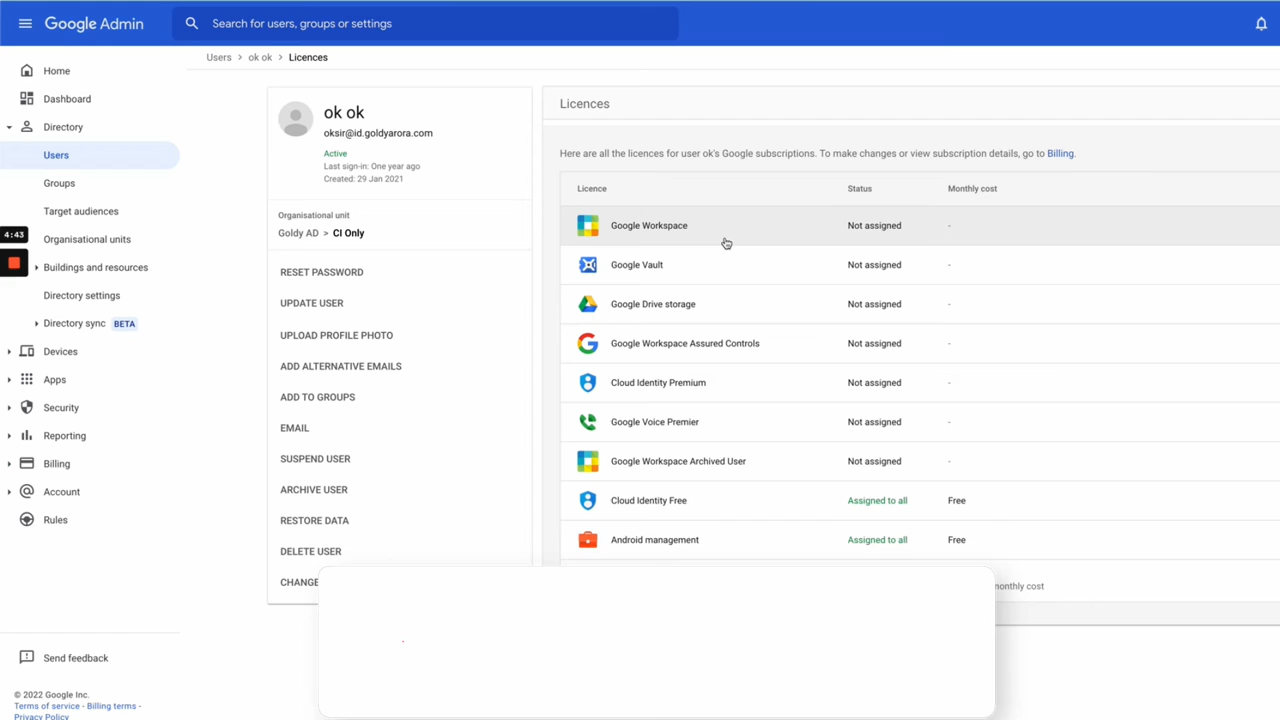 Google Admin
Search for users, groups or settings
Users > ok ok > Licences
Home
Dashboard
Directory
Users
Groups
Target audiences
4:43
Organisational units
Buildings and resources
Directory settings
Directory sync BETA
Devices
Apps
Security
Reporting
Billing
Account
Rules
Send feedback
© 2022 Google Inc.
Terms of service - Billing terms -
Privacy Policy
ok ok
oksir@id.goldyarora.com
Active
Last sign-in: One year ago
Created: 29 Jan 2021
Organisational unit
Goldy AD > CI Only
RESET PASSWORD
UPDATE USER
UPLOAD PROFILE PHOTO
ADD ALTERNATIVE EMAILS
ADD TO GROUPS
EMAIL
SUSPEND USER
ARCHIVE USER
RESTORE DATA
DELETE USER
CHANGE
Licences
Here are all the licences for user ok's Google subscriptions. To make changes or view subscription details, go to Billing.
Licence Status Monthly cost
Google Workspace Not assigned -
Google Vault Not assigned -
Google Drive storage Not assigned -
Google Workspace Assured Controls Not assigned -
Cloud Identity Premium Not assigned -
Google Voice Premier Not assigned -
Google Workspace Archived User Not assigned -
Cloud Identity Free Assigned to all Free
Android management Assigned to all Free
monthly cost